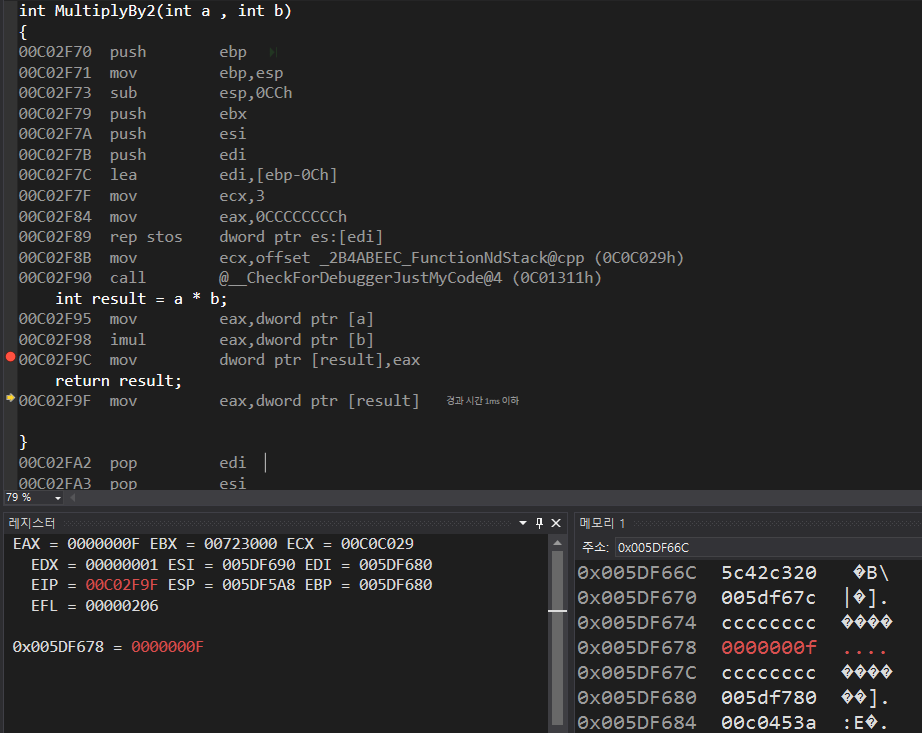 int MultiplyBy2(int a , int b)
{
00C02F70 push ebp
00C02F71 mov ebp,esp
00C02F73 sub esp,0CCh
00C02F79 push ebx
00C02F7A push esi
00C02F7B push edi
00C02F7C lea edi,[ebp-0Ch]
00C02F7F mov ecx,3
00C02F84 mov eax,0CCCCCCCCh
00C02F89 rep stos dword ptr es:[edi]
00C02F8B mov ecx,offset _2B4ABEEC_FunctionNdStack@cpp (0C0C029h)
00C02F90 call @__CheckForDebuggerJustMyCode@4 (0C01311h)
int result = a * b;
00C02F95 mov eax,dword ptr [a]
00C02F98 imul eax,dword ptr [b]
00C02F9C mov dword ptr [result],eax
return result;
00C02F9F mov eax,dword ptr [result] 경과 시간 1ms 이하
}
00C02FA2 pop edi
00C02FA3 pop esi
79 %
레지스터
EAX = 0000000F EBX = 00723000 ECX = 00C0C029
EDX = 00000001 ESI = 005DF690 EDI = 005DF680
EIP = 00C02F9F ESP = 005DF5A8 EBP = 005DF680
EFL = 00000206
0x005DF678 = 0000000F
메모리 1
주소: 0x005DF66C
0x005DF66C 5c42c320 �B\
0x005DF670 005df67c |�].
0x005DF674 cccccccc ����
0x005DF678 0000000f ....
0x005DF67C cccccccc ����
0x005DF680 005df780 ��].
0x005DF684 00c0453a :E�.